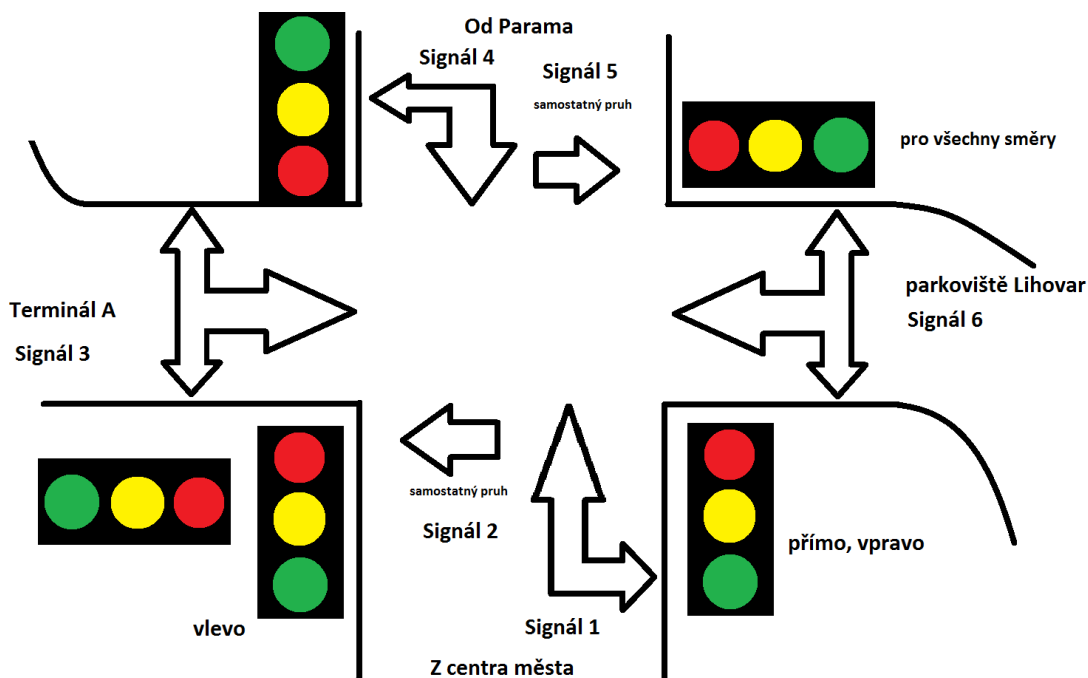 Od Parama
Signál 4
Signál 5
samostatný pruh
pro všechny směry
Terminál A
Signál 3
parkoviště Lihovar
Signál 6
samostatný pruh
Signál 2
přímo, vpravo
vlevo
Signál 1
Z centra města